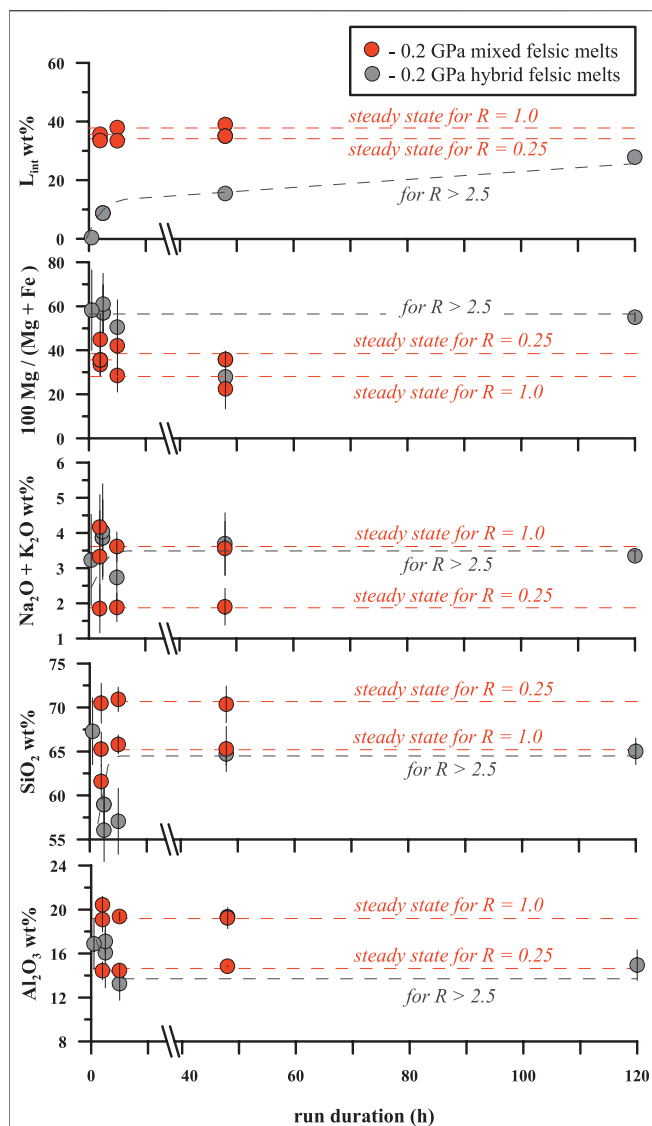 - 0.2 GPa mixed felsic melts
- 0.2 GPa hybrid felsic melts
60
40
20
0
L_int wt%
steady state for R = 1.0
steady state for R = 0.25
for R > 2.5
80
60
40
20
0
100 Mg / (Mg + Fe )
for R > 2.5
steady state for R = 0.25
steady state for R = 1.0
6
5
4
3
2
1
Na₂O + K₂O wt%
steady state for R = 1.0
for R > 2.5
steady state for R = 0.25
75
70
65
60
55
SiO₂ wt%
steady state for R = 0.25
steady state for R = 1.0
for R > 2.5
24
20
16
12
8
Al₂O₃ wt%
steady state for R = 1.0
steady state for R = 0.25
for R > 2.5
0 40 60 80 100 120
run duration (h)